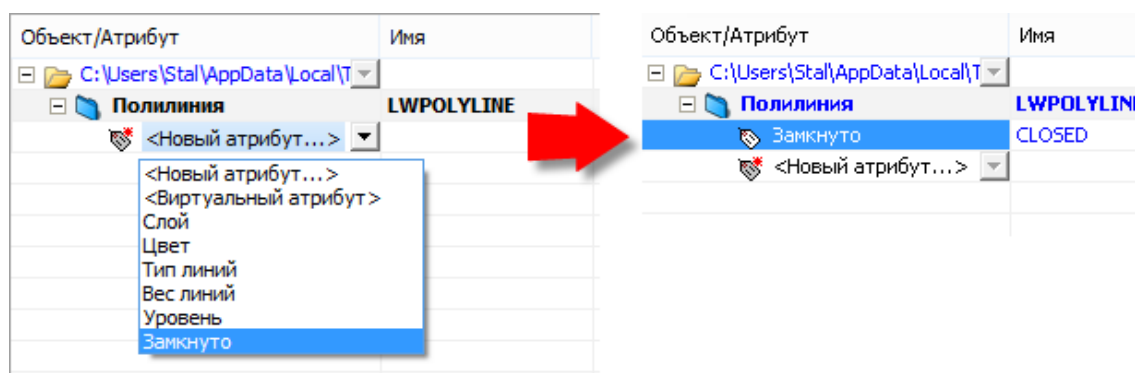 Объект/Атрибут Имя
C:\Users\Stal\AppData\Local\T
Полилиния LWPOLYLINE
<Новый атрибут...>
<Новый атрибут...>
<Виртуальный атрибут>
Слой
Цвет
Тип линий
Вес линий
Уровень
Замкнуто
Объект/Атрибут Имя
C:\Users\Stal\AppData\Local\T
Полилиния LWPOLYLIN
Замкнуто CLOSED
<Новый атрибут...>